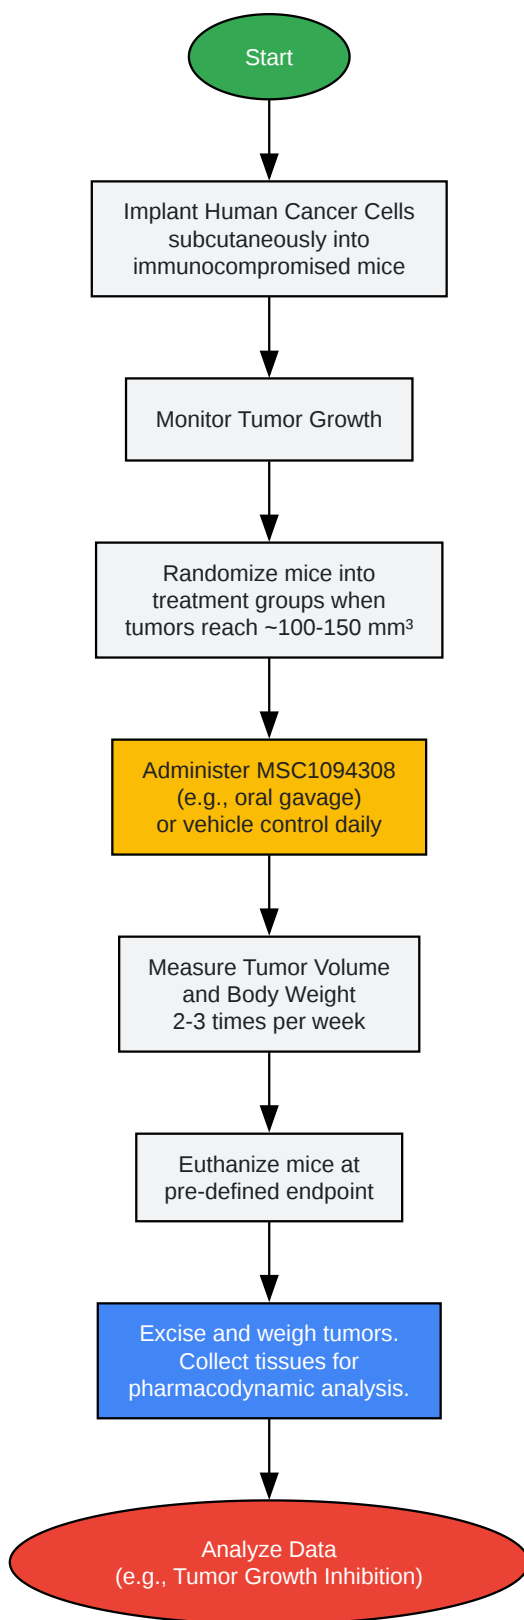 Start
Implant Human Cancer Cells
subcutaneously into
immunocompromised mice
Monitor Tumor Growth
Randomize mice into
treatment groups when
tumors reach ~100-150 mm³
Administer MSC1094308
(e.g., oral gavage)
or vehicle control daily
Measure Tumor Volume
and Body Weight
2-3 times per week
Euthanize mice at
pre-defined endpoint
Excise and weigh tumors.
Collect tissues for
pharmacodynamic analysis.
Analyze Data
(e.g., Tumor Growth Inhibition)